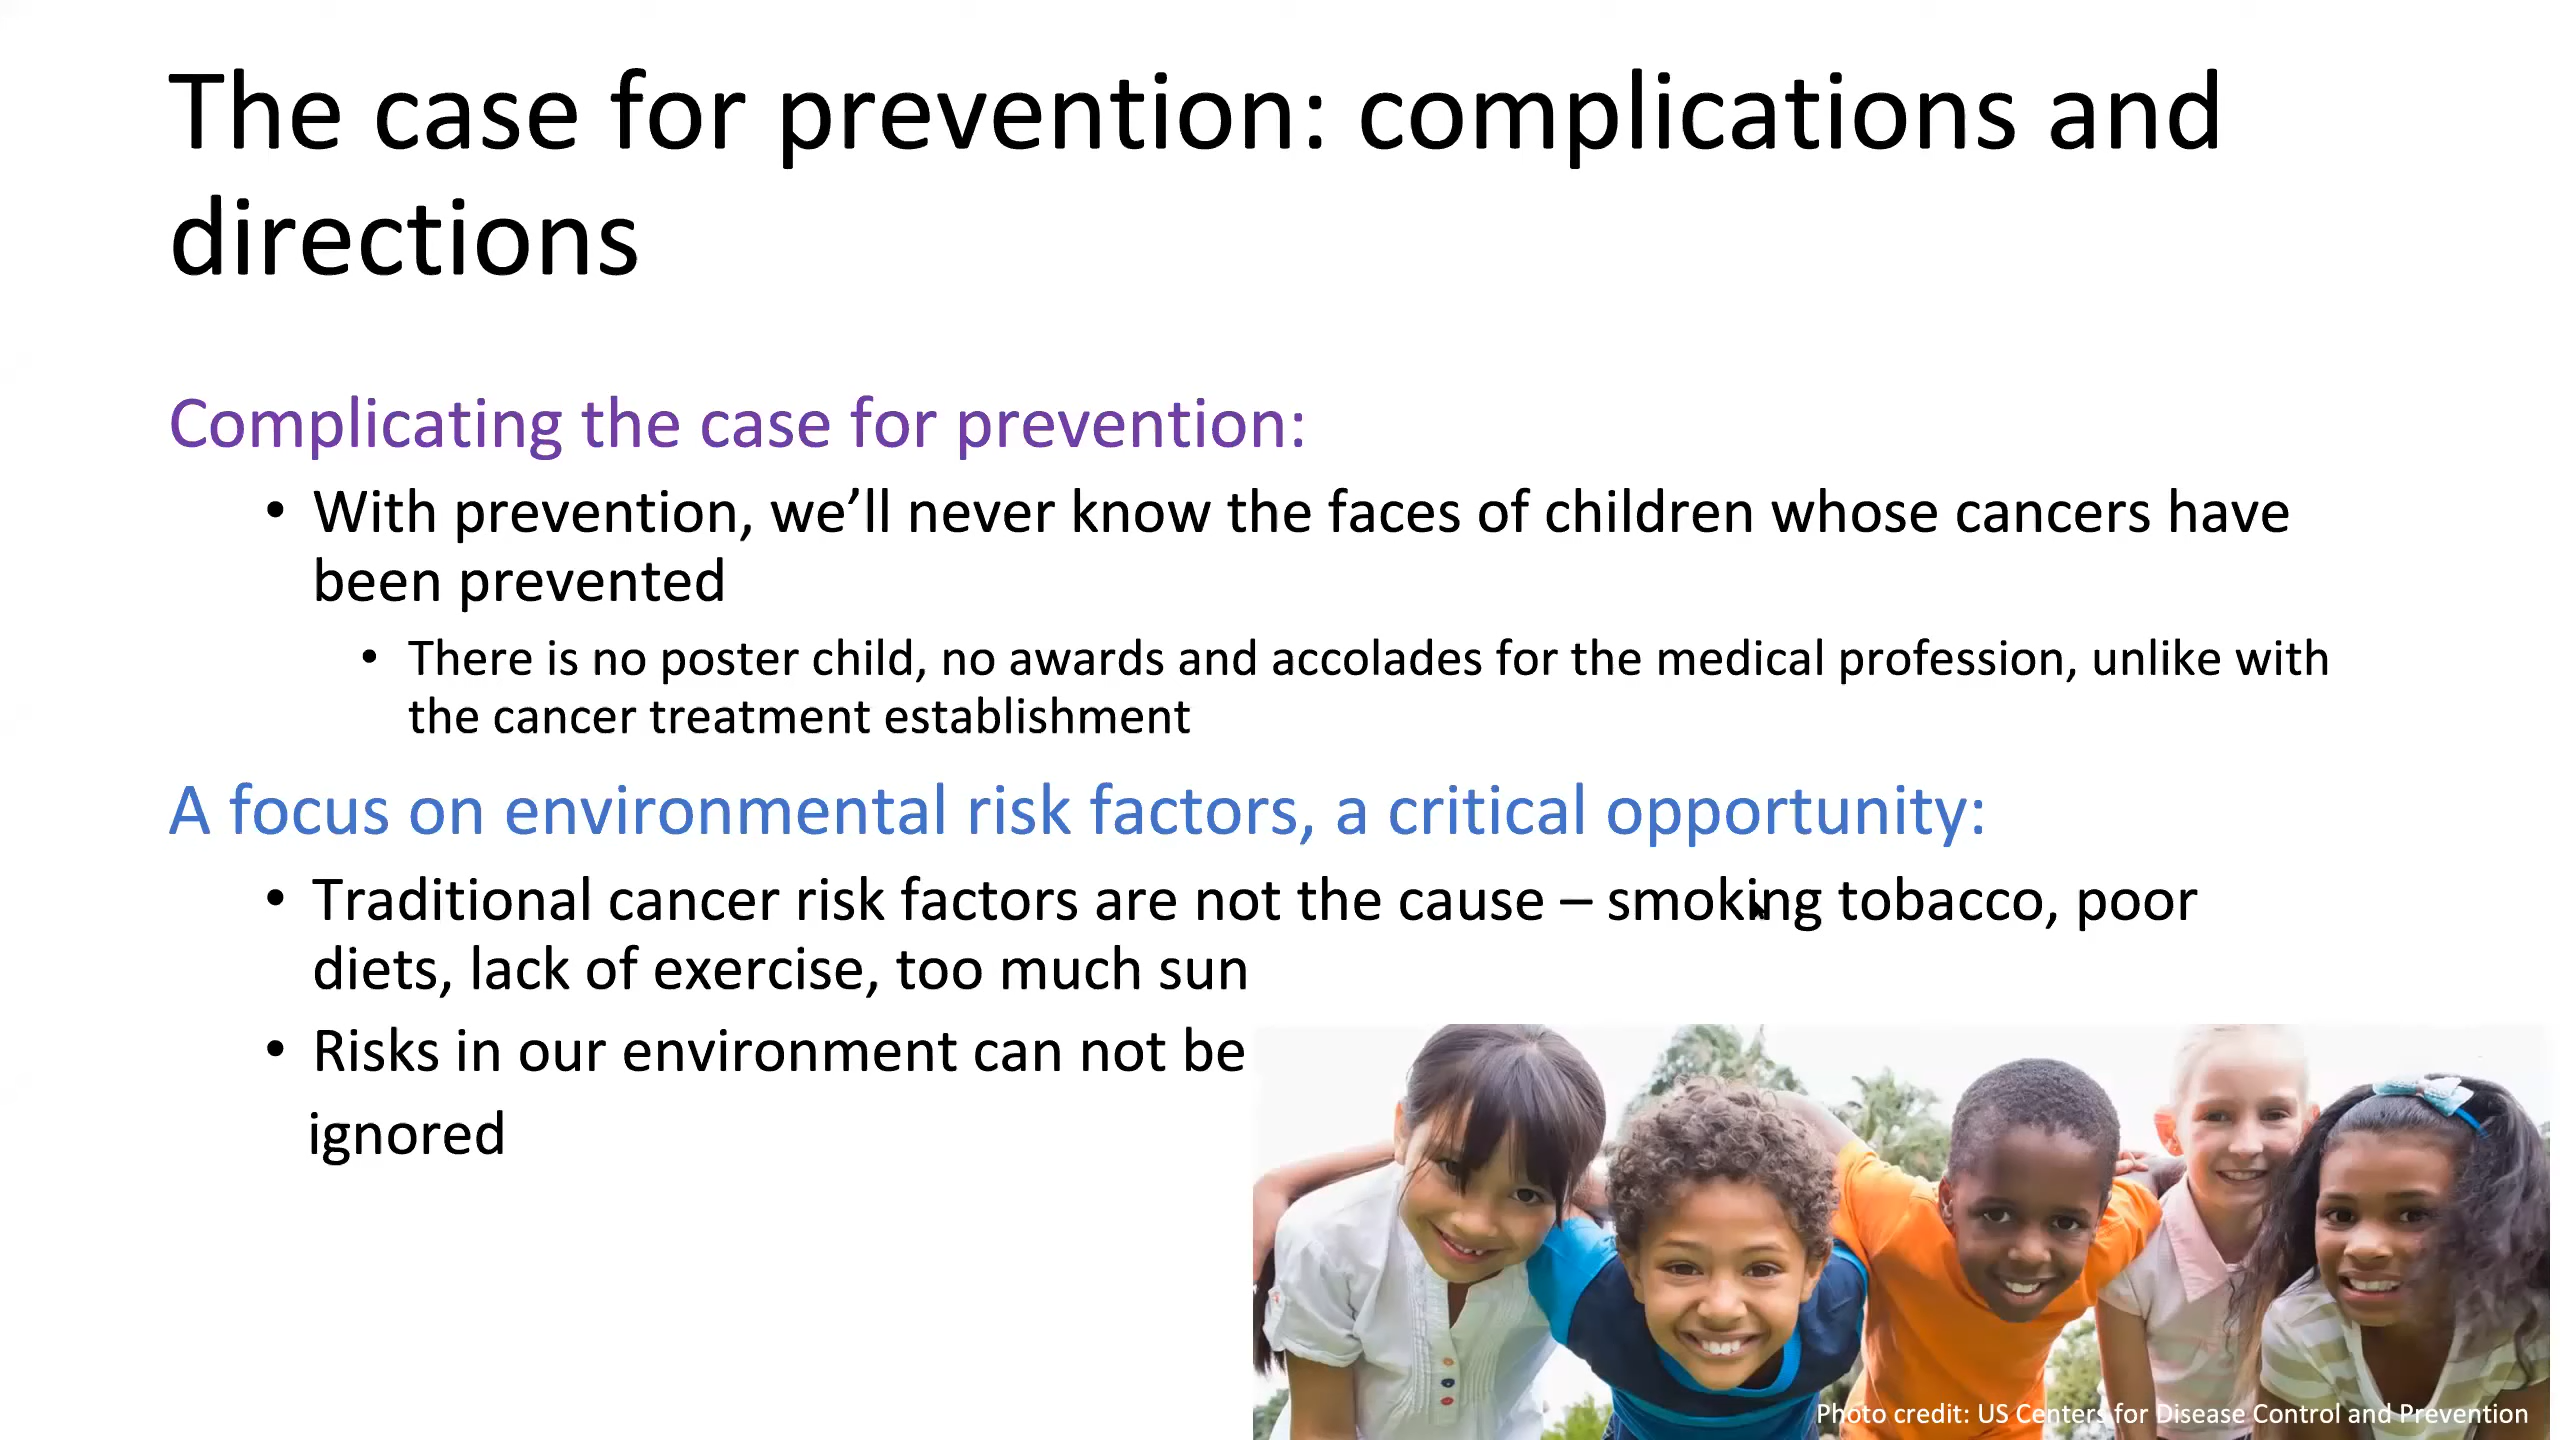 The case for prevention: complications and
directions
Complicating the case for prevention:
• With prevention, we’ll never know the faces of children whose cancers have
been prevented
• There is no poster child, no awards and accolades for the medical profession, unlike with
the cancer treatment establishment
A focus on environmental risk factors, a critical opportunity:
• Traditional cancer risk factors are not the cause – smoking tobacco, poor
diets, lack of exercise, too much sun
• Risks in our environment can not be
ignored
Photo credit: US Centers for Disease Control and Prevention